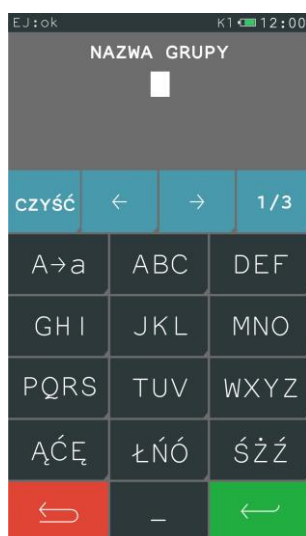 EJ:ok K1 12:00
NAZWA GRUPY
CZYŚĆ ← → 1/3
A→a ABC DEF
GHI JKL MNO
PQRS TUV WXYZ
ĄĆĘ ŁŃÓ ŚŻŹ
_